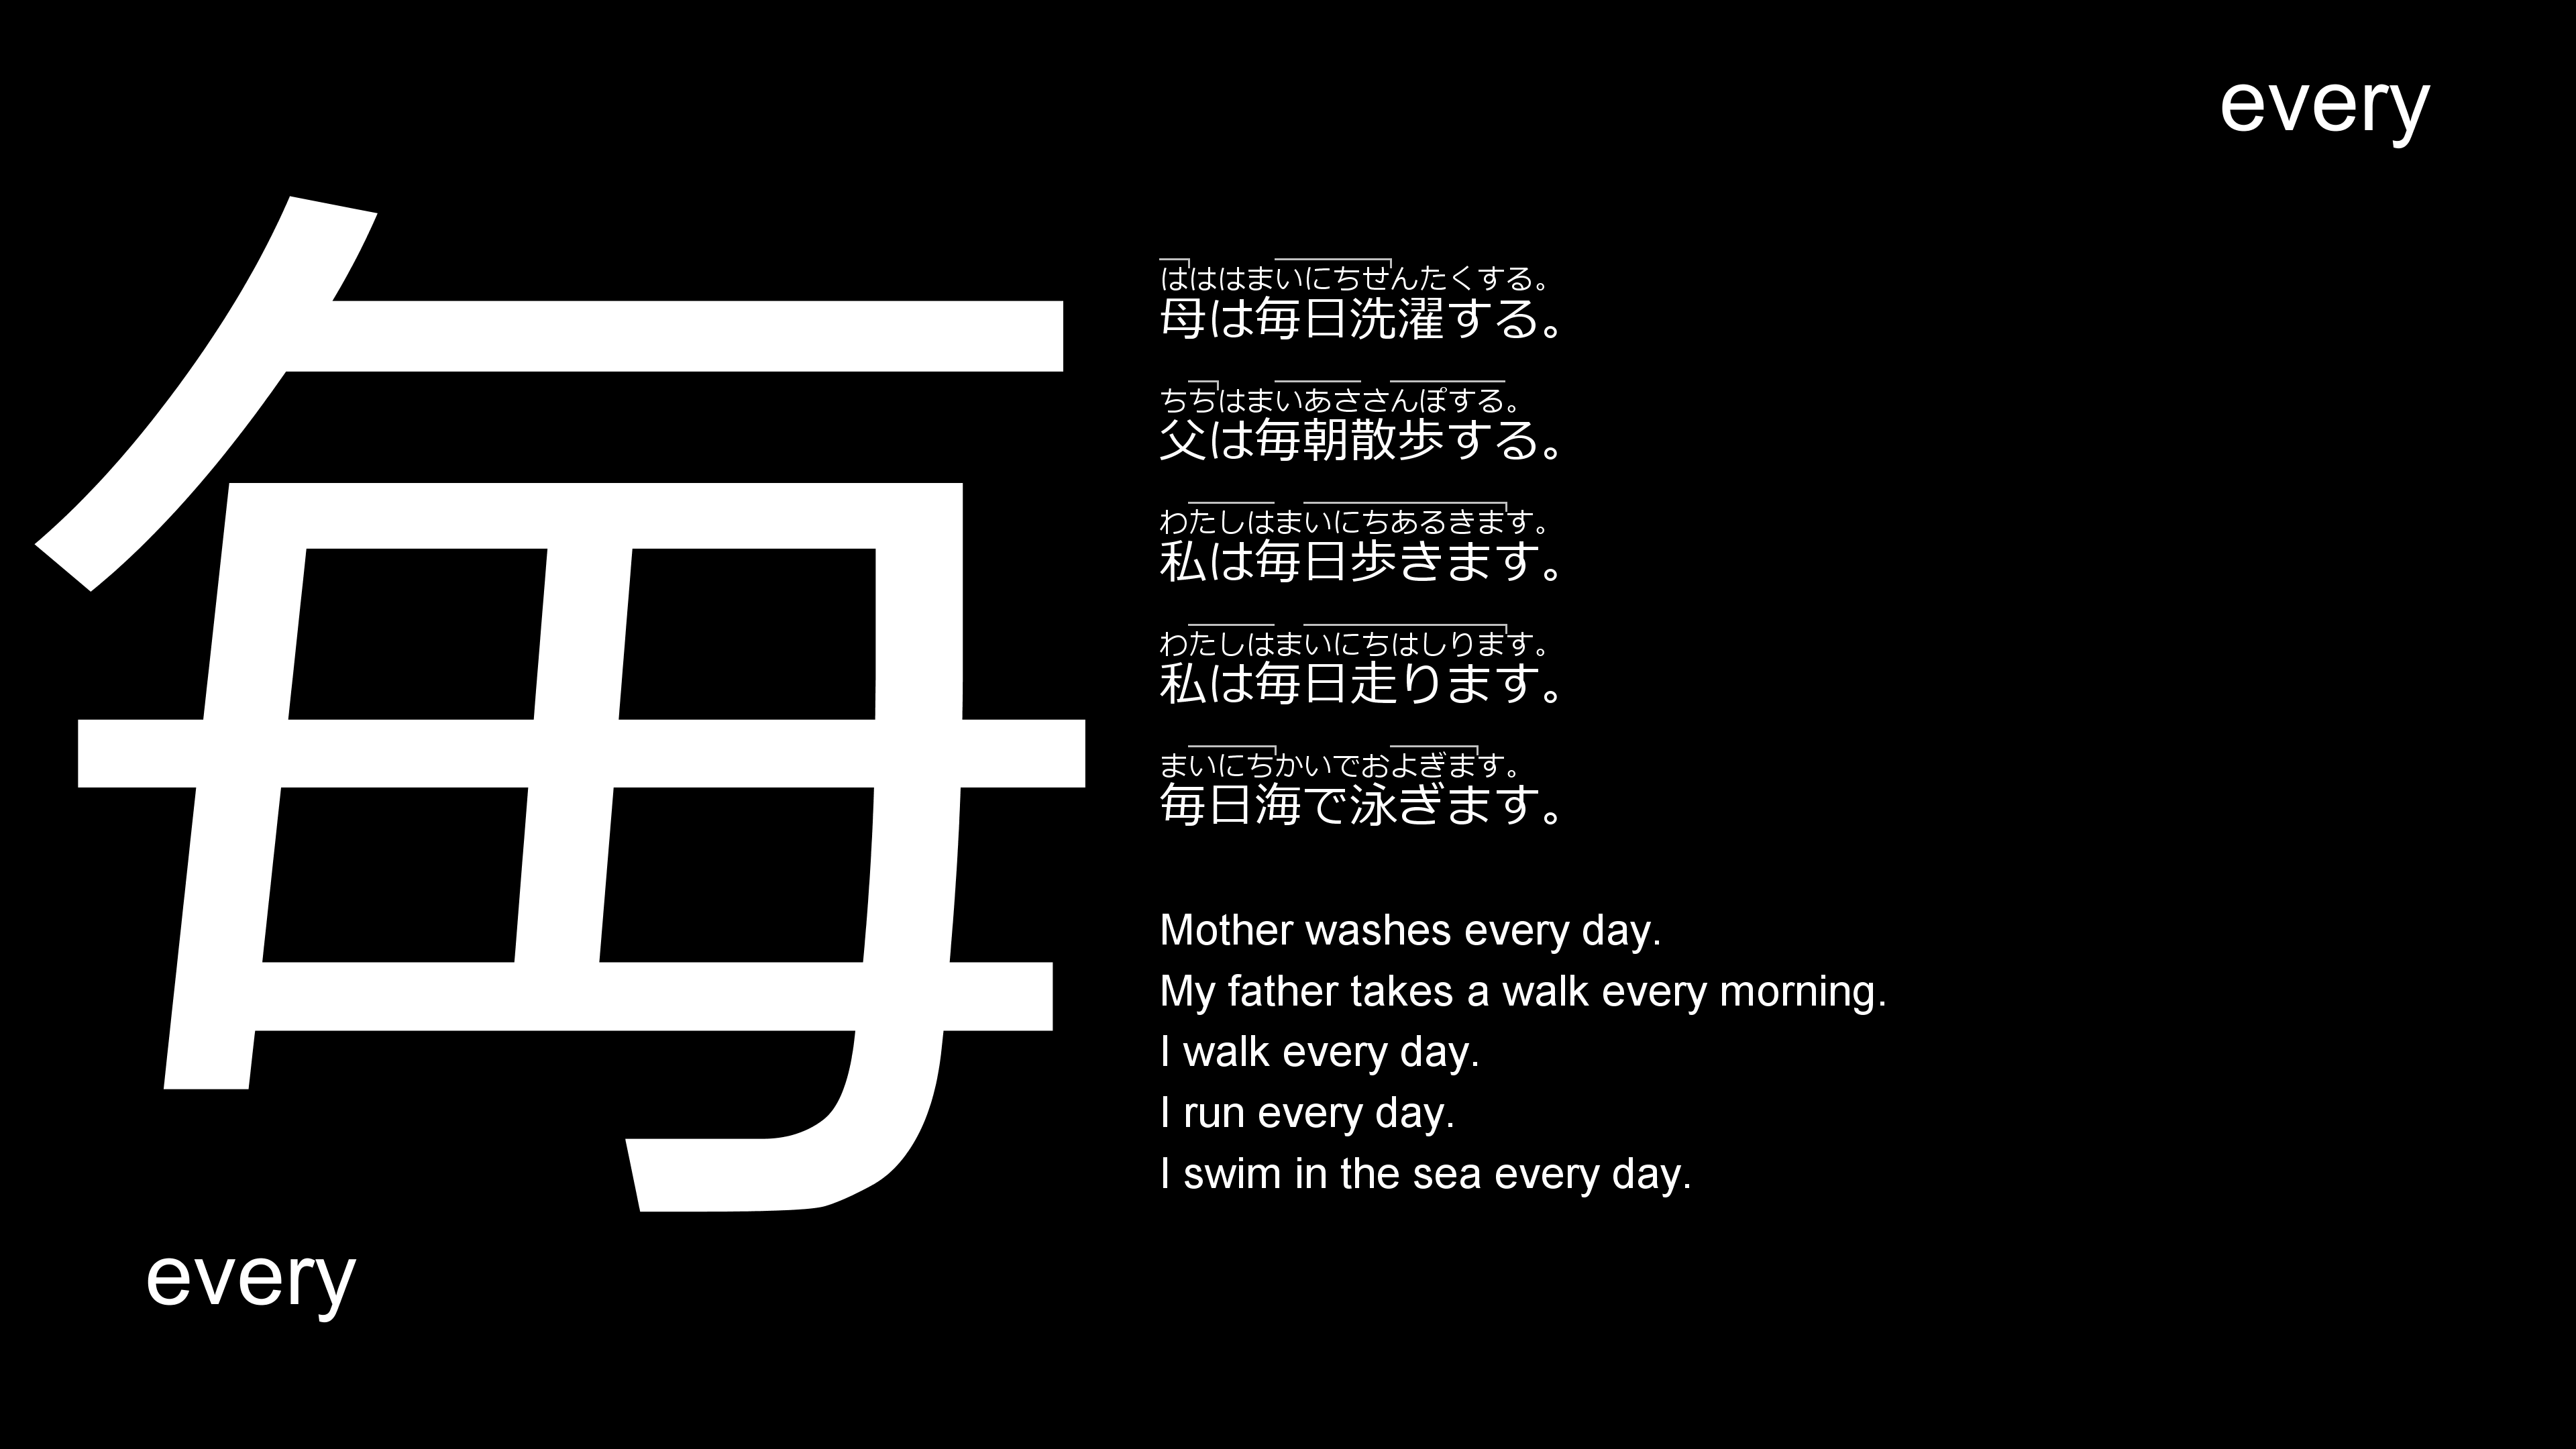 every
毎
every
はははまいにちせんたくする。
母は毎日洗濯する。
ちちはまいあささんぽする。
父は毎朝散歩する。
わたしはまいにちあるきます。
私は毎日歩きます。
わたしはまいにちはしります。
私は毎日走ります。
まいにちかいでおよぎます。
毎日海で泳ぎます。
Mother washes every day.
My father takes a walk every morning.
I walk every day.
I run every day.
I swim in the sea every day.